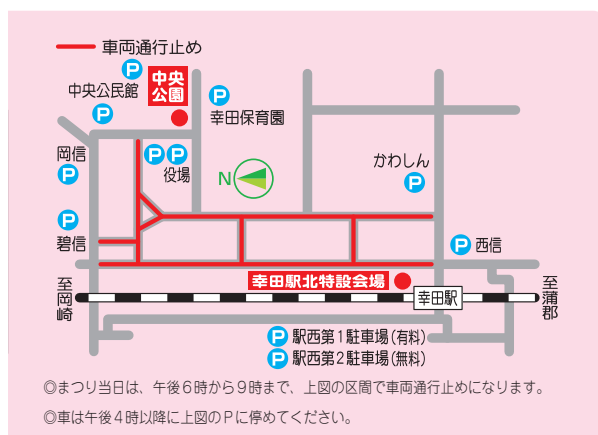 車両通行止め
P
中央
公園
中央公民館
P
P
幸田保育園
岡信
P
P P
役場
N
かわしん
P
P
碧信
P 西信
幸田駅北特設会場
至岡崎
幸田駅
至蒲郡
P 駅西第1駐車場(有料)
P 駅西第2駐車場(無料)
◎まつり当日は、午後6時から9時まで、上図の区間で車両通行止めになります。
◎車は午後4時以降に上図のPに停めてください。